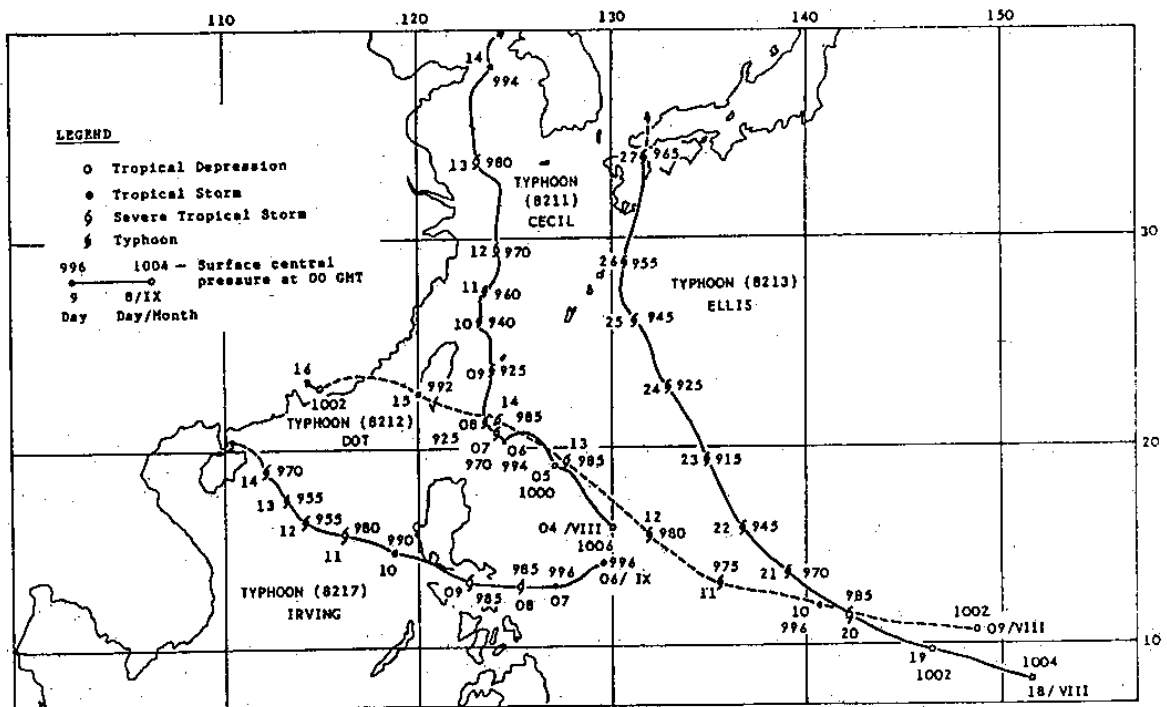 110 120 130 140 150
LEGEND
Tropical Depression
Tropical Storm
Severe Tropical Storm
Typhoon
996 1004 — Surface central
pressure at 00 GMT
9 8/IX
Day Day/Month
30
20
10
TYPHOON
(8211)
CECIL
14
994
13 980
12 970
11 960
10 940
09 925
08
925
07
970
06
994
05
1000
04/VIII
1006
TYPHOON (8213)
ELLIS
27 965
26 955
25 945
24 925
23 915
22 945
21 970
985
20
19
1002
1004
18/VIII
TYPHOON (8212)
DOT
16
1002
15
992
14
985
13
985
12
980
975
11
10
996
1002
09/VIII
TYPHOON (8217)
IRVING
14 970
13 955
12 955
11 980
990
10
09 985
985
08
996
07
996
06/IX